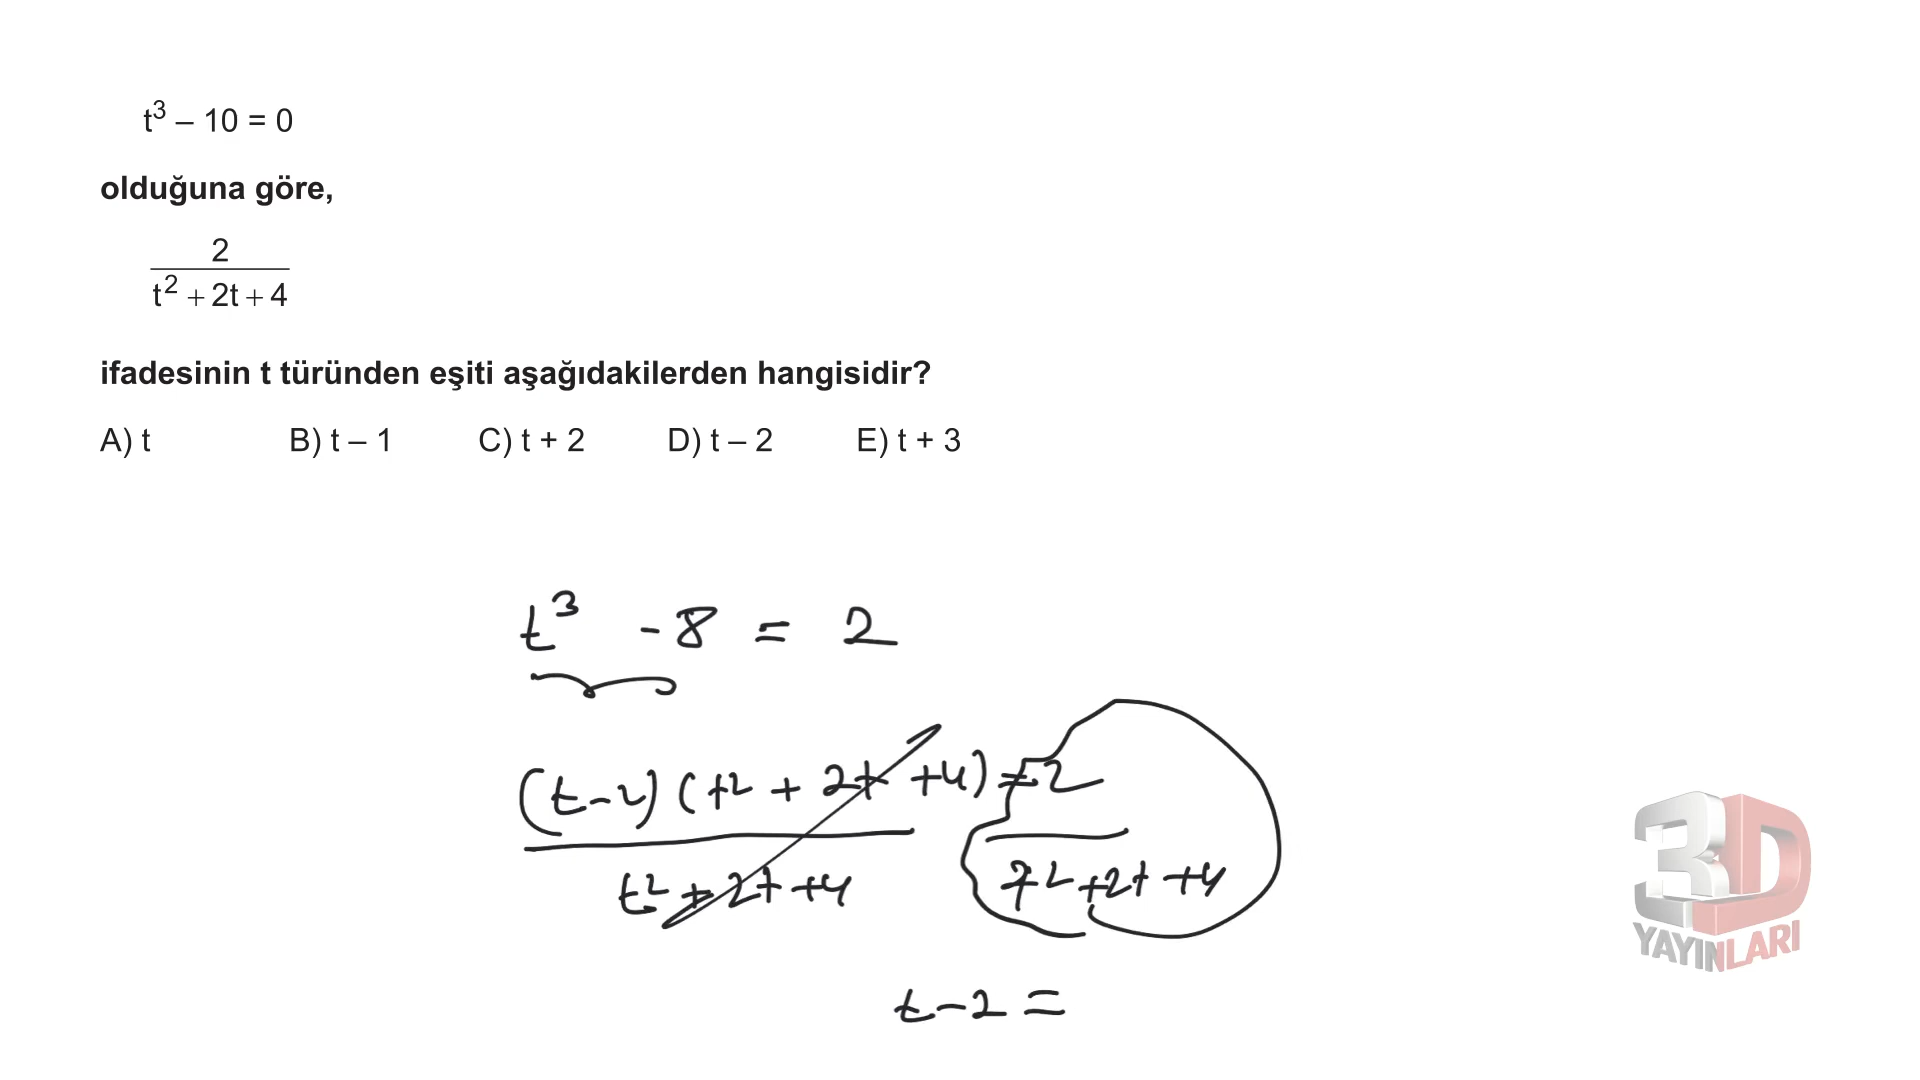 t³ – 10 = 0
olduğuna göre,
2
t² + 2t + 4
ifadesinin t türünden eşiti aşağıdakilerden hangisidir?
A) t B) t – 1 C) t + 2 D) t – 2 E) t + 3
t³ - 8 = 2
(t-2) (t2 + 2t +4) = 2
t² + 2t +4 t2 +2t +4
t-2 =
3D
YAYINLARI